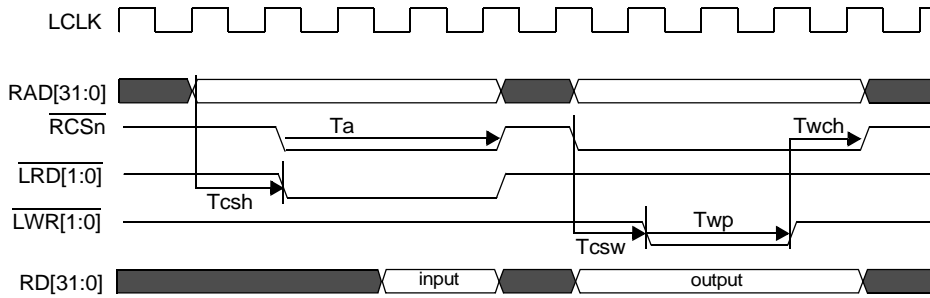 LCLK
RAD[31:0]
RCSn
Ta
Twch
LRD[1:0]
Tcsh
LWR[1:0]
Tcsw
Twp
RD[31:0]
input
output